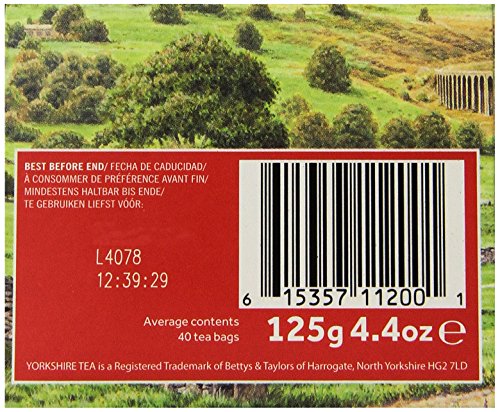 BEST BEFORE END/ FECHA DE CADUCIDAD/
À CONSOMMER DE PRÉFÉRENCE AVANT FIN/
MINDESTENS HALTBAR BIS ENDE/
TE GEBRUIKEN LIEFST VÓÓR:
L4078
12:39:29
6 15357 11200 1
Average contents
40 tea bags
125g 4.4oz ℮
YORKSHIRE TEA is a Registered Trademark of Bettys & Taylors of Harrogate, North Yorkshire HG2 7LD